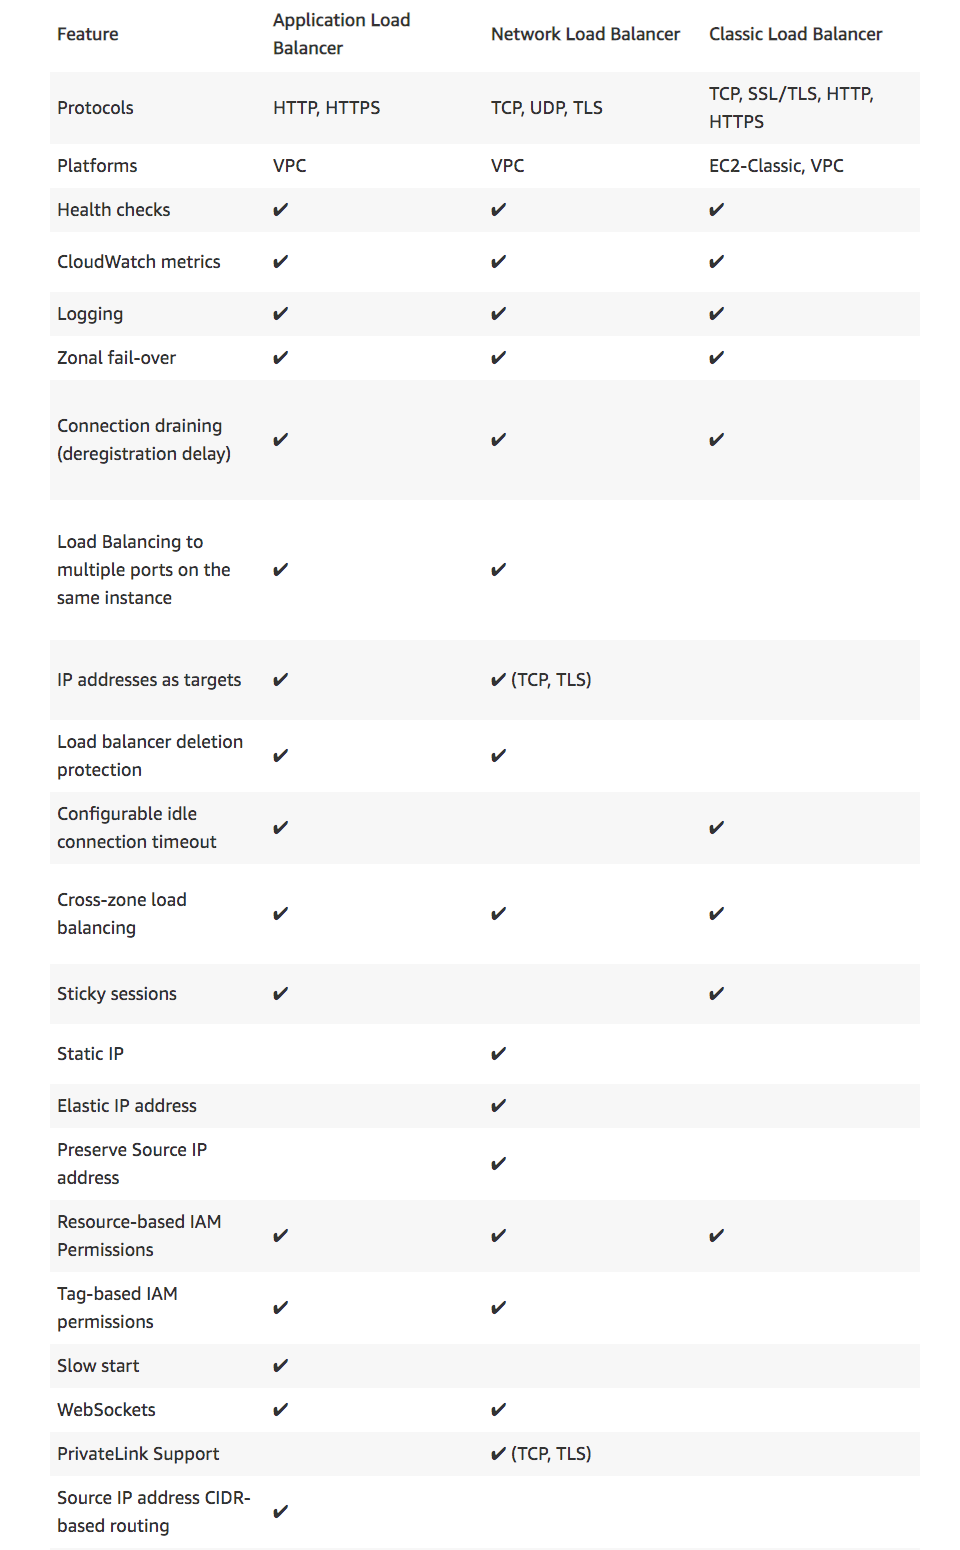 Feature Application Load Balancer Network Load Balancer Classic Load Balancer
Protocols HTTP, HTTPS TCP, UDP, TLS TCP, SSL/TLS, HTTP, HTTPS
Platforms VPC VPC EC2-Classic, VPC
Health checks ✔ ✔ ✔
CloudWatch metrics ✔ ✔ ✔
Logging ✔ ✔ ✔
Zonal fail-over ✔ ✔ ✔
Connection draining (deregistration delay) ✔ ✔ ✔
Load Balancing to multiple ports on the same instance ✔ ✔
IP addresses as targets ✔ ✔ (TCP, TLS)
Load balancer deletion protection ✔ ✔
Configurable idle connection timeout ✔ ✔
Cross-zone load balancing ✔ ✔ ✔
Sticky sessions ✔ ✔
Static IP ✔
Elastic IP address ✔
Preserve Source IP address ✔
Resource-based IAM Permissions ✔ ✔ ✔
Tag-based IAM permissions ✔ ✔
Slow start ✔
WebSockets ✔ ✔
PrivateLink Support ✔ (TCP, TLS)
Source IP address CIDR-based routing ✔